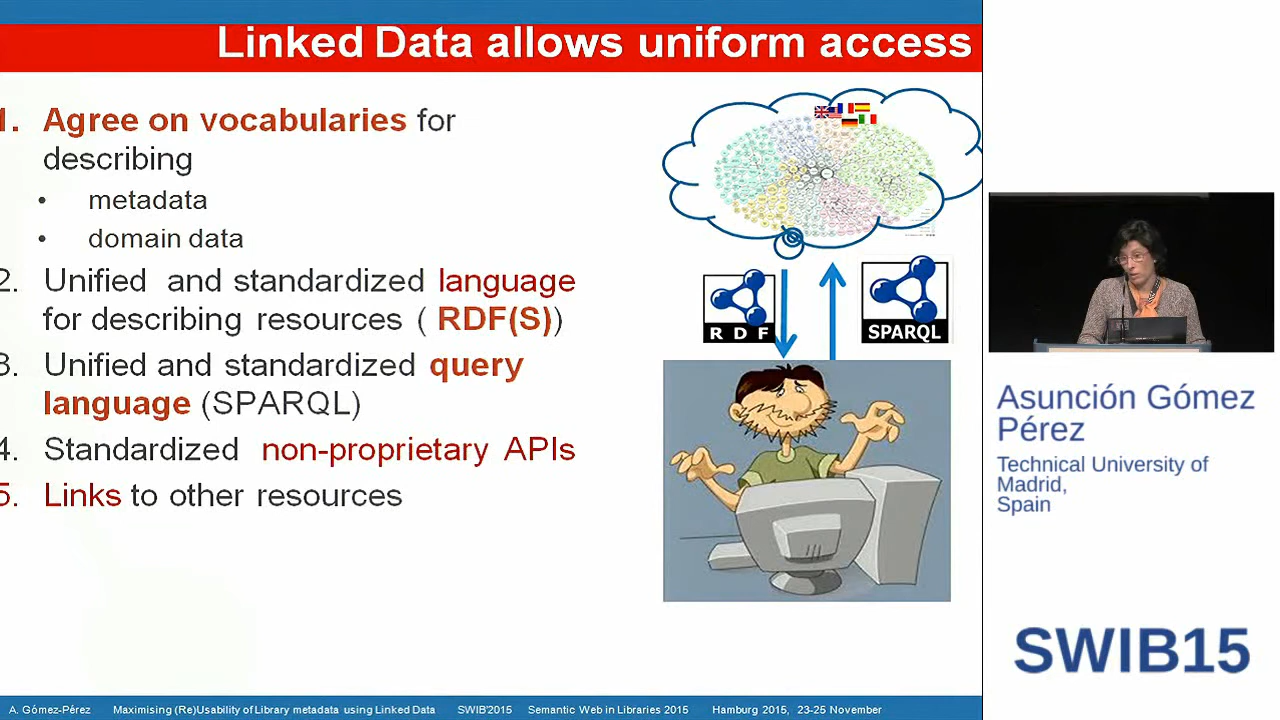 Linked Data allows uniform access
1. Agree on vocabularies for
describing
• metadata
• domain data
2. Unified and standardized language
for describing resources ( RDF(S))
3. Unified and standardized query
language (SPARQL)
4. Standardized non-proprietary APIs
5. Links to other resources
RDF
SPARQL
Asunción Gómez
Pérez
Technical University of
Madrid,
Spain
SWIB15
A. Gómez-Pérez Maximising (Re)Usability of Library metadata using Linked Data SWIB'2015 Semantic Web in Libraries 2015 Hamburg 2015, 23-25 November